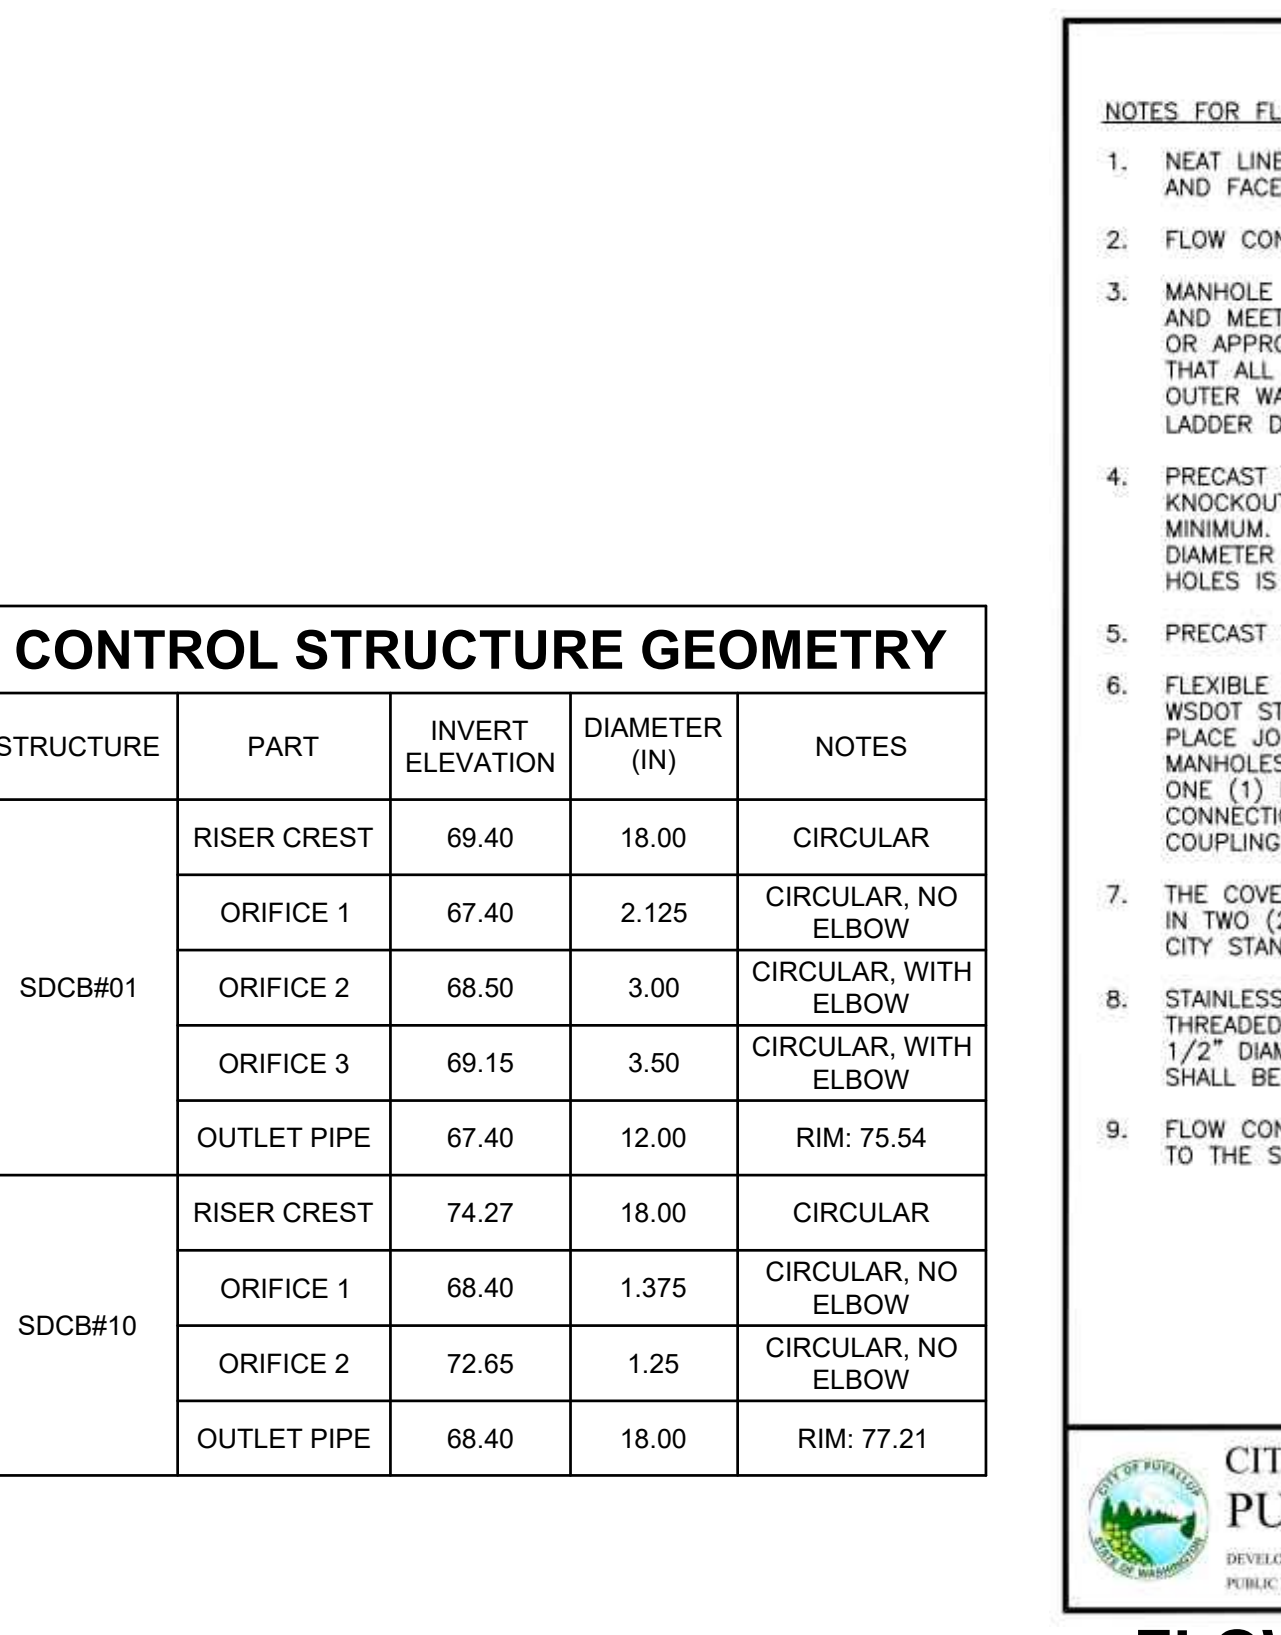 CONTROL STRUCTURE GEOMETRY
STRUCTURE PART INVERT ELEVATION DIAMETER (IN) NOTES
SDCB#01
RISER CREST 69.40 18.00 CIRCULAR
ORIFICE 1 67.40 2.125 CIRCULAR, NO ELBOW
ORIFICE 2 68.50 3.00 CIRCULAR, WITH ELBOW
ORIFICE 3 69.15 3.50 CIRCULAR, WITH ELBOW
OUTLET PIPE 67.40 12.00 RIM: 75.54
SDCB#10
RISER CREST 74.27 18.00 CIRCULAR
ORIFICE 1 68.40 1.375 CIRCULAR, NO ELBOW
ORIFICE 2 72.65 1.25 CIRCULAR, NO ELBOW
OUTLET PIPE 68.40 18.00 RIM: 77.21
NOTES FOR FL
1. NEAT LINE
AND FACE
2. FLOW CON
3. MANHOLE
AND MEET
OR APPRO
THAT ALL
OUTER WA
LADDER D
4. PRECAST
KNOCKOUT
MINIMUM.
DIAMETER
HOLES IS
5. PRECAST
6. FLEXIBLE
WSDOT ST
PLACE JO
MANHOLES
ONE (1)
CONNECTIO
COUPLING
7. THE COVE
IN TWO (2
CITY STAN
8. STAINLESS
THREADED
1/2" DIAM
SHALL BE
9. FLOW CON
TO THE S
CITY OF PUYALLUP
STATE OF WASHINGTON
CIT
PU
DEVELO
PUBLIC